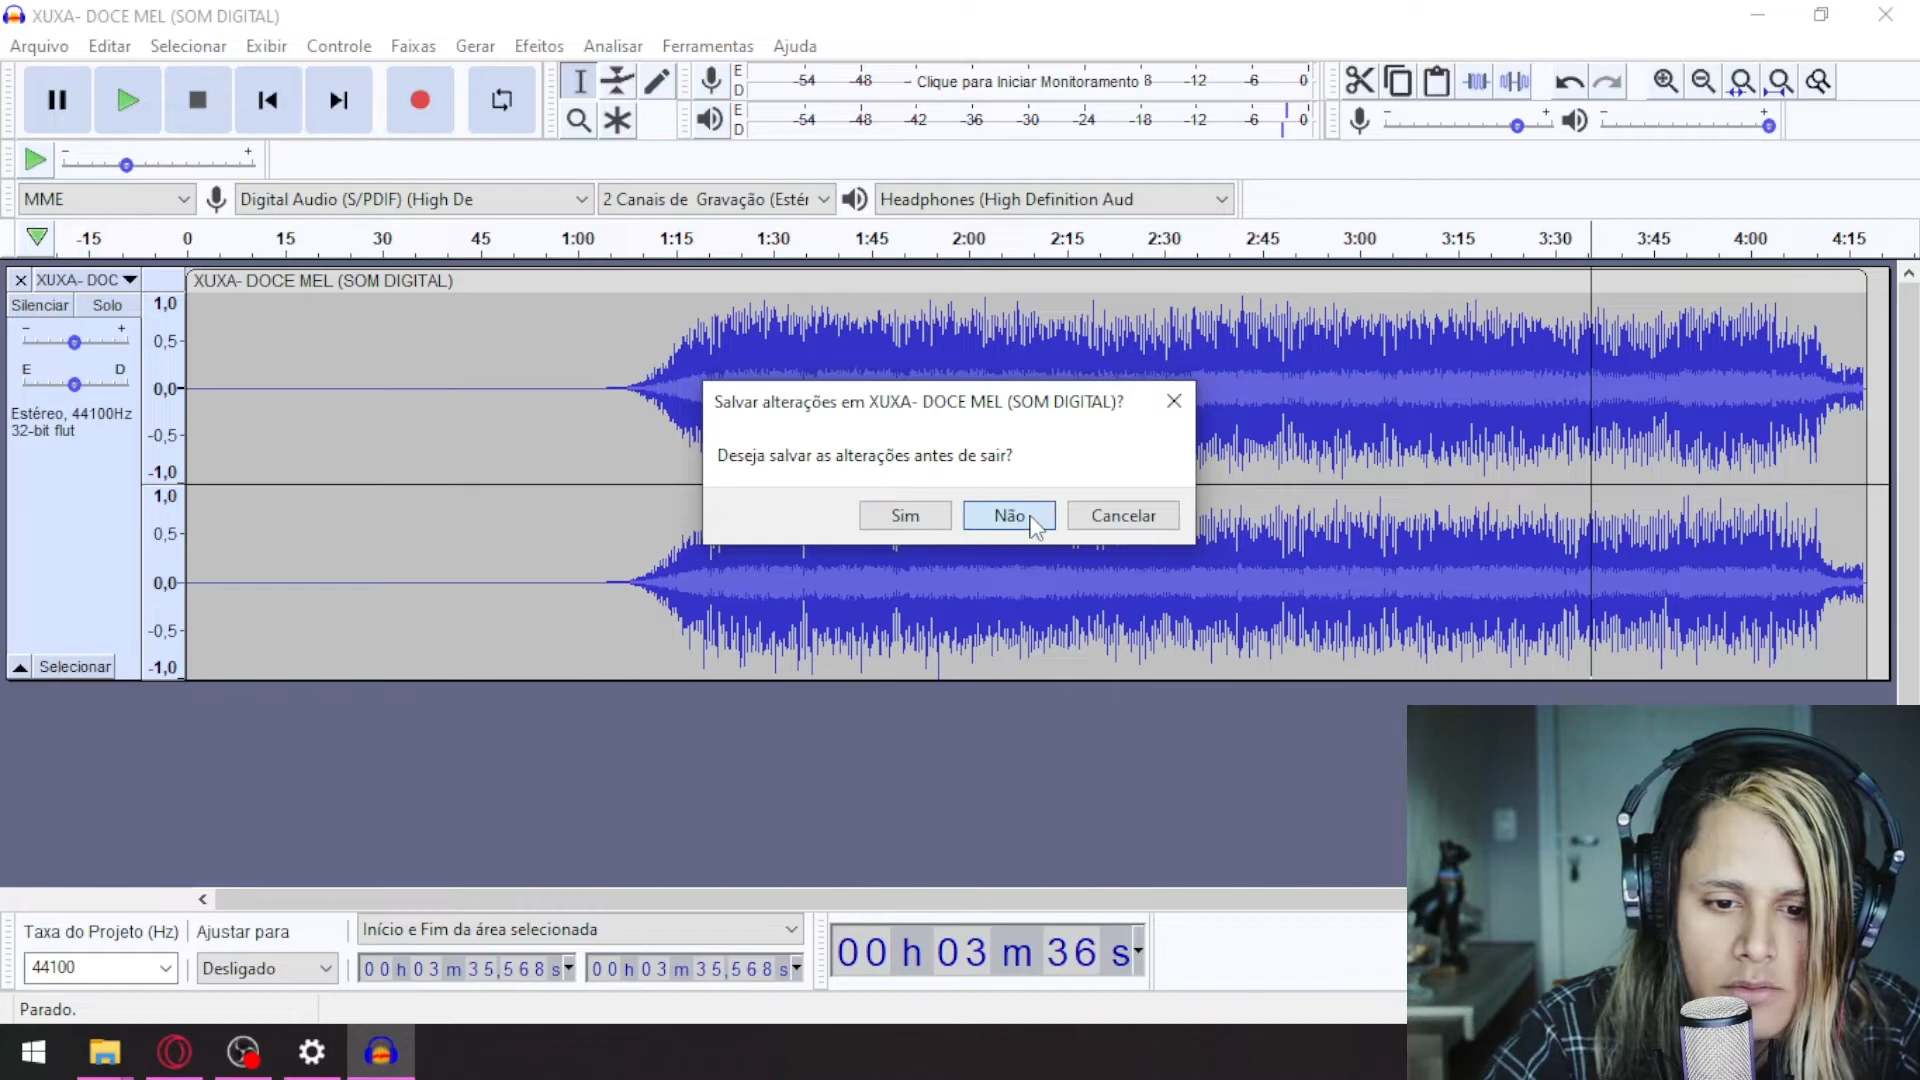 XUXA- DOCE MEL (SOM DIGITAL)
Arquivo Editar Selecionar Exibir Controle Faixas Gerar Efeitos Analisar Ferramentas Ajuda
E
D
-54 -48 - Clique para Iniciar Monitoramento 8 -12 -6 0
E
D
-54 -48 -42 -36 -30 -24 -18 -12 -6 0
- +
- +
- +
MME
Digital Audio (S/PDIF) (High De
2 Canais de Gravação (Estér
Headphones (High Definition Aud
-15 0 15 30 45 1:00 1:15 1:30 1:45 2:00 2:15 2:30 2:45 3:00 3:15 3:30 3:45 4:00 4:15
XUXA- DOC
XUXA- DOCE MEL (SOM DIGITAL)
Silenciar Solo
- +
E D
Estéreo, 44100Hz
32-bit flut
Selecionar
1,0
0,5-
0,0-
-0,5-
-1,0
1,0
0,5-
0,0-
-0,5-
-1,0
Salvar alterações em XUXA- DOCE MEL (SOM DIGITAL)?
Deseja salvar as alterações antes de sair?
Sim Não Cancelar
Taxa do Projeto (Hz) Ajustar para
Início e Fim da área selecionada
44100
Desligado
00 h 03 m 35,568 s
00 h 03 m 35,568 s
00 h 03 m 36 s
Parado.